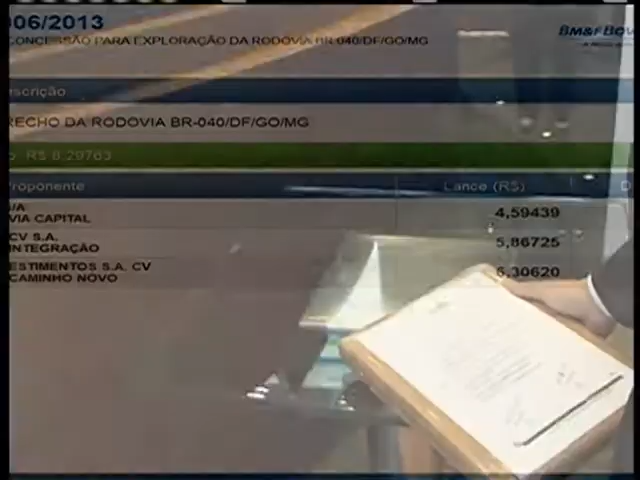 006/2013
CONCESSÃO PARA EXPLORAÇÃO DA RODOVIA BR-040/DF/GO/MG
BM&FBOV
scrição
RECHO DA RODOVIA BR-040/DF/GO/MG
o R$ 8,29763
Proponente Lance (R$) D
/A 4,59439
VIA CAPITAL
CV S.A. 5,86725
INTEGRAÇÃO
ESTIMENTOS S.A. CV 6,30620
CAMINHO NOVO